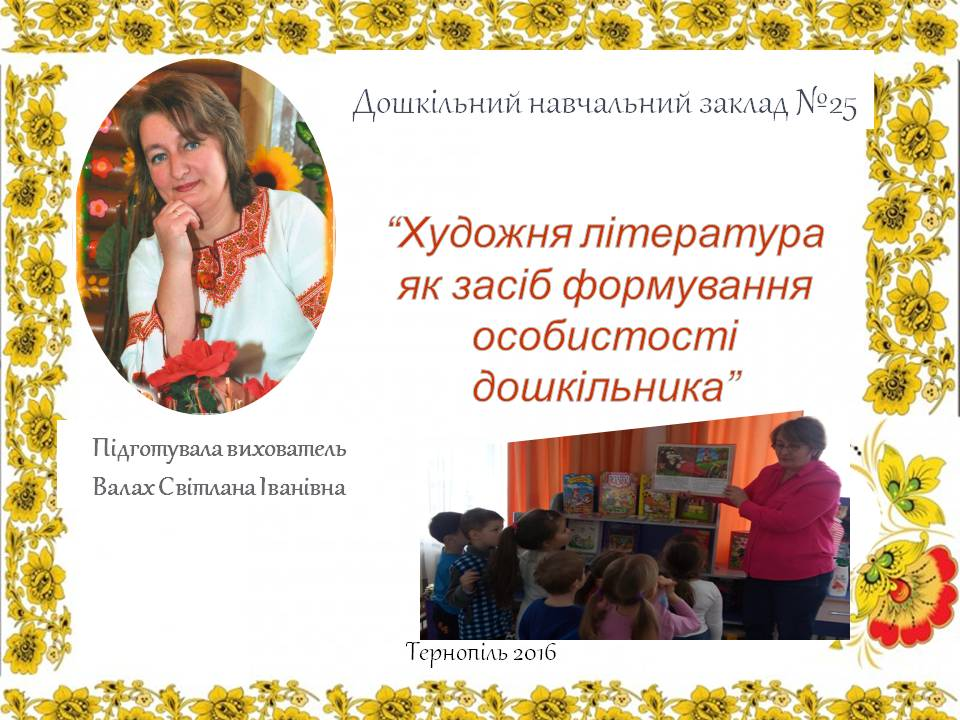 Дошкільний навчальний заклад №25
“Художня література
як засіб формування
особистості
дошкільника”
Підготувала вихователь
Валах Світлана Іванівна
Тернопіль 2016